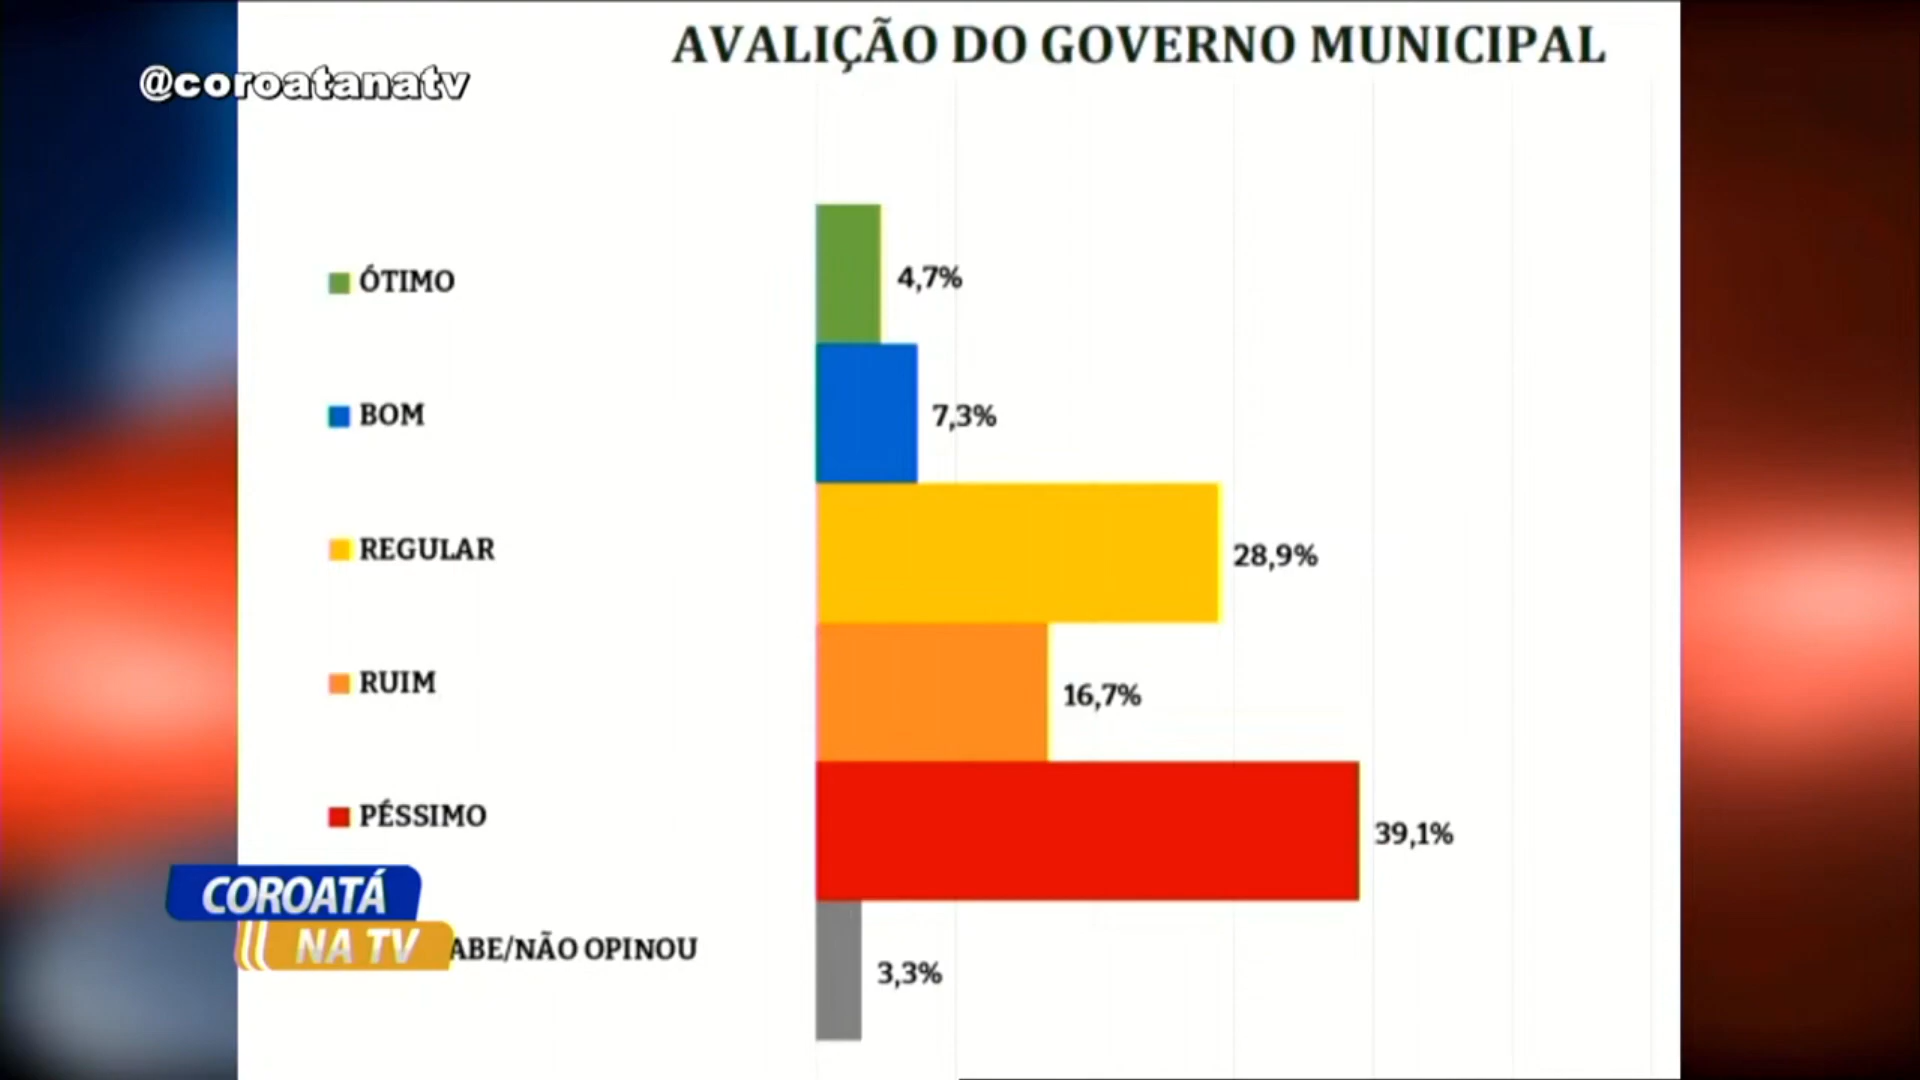 AVALIÇÃO DO GOVERNO MUNICIPAL
@coroatanatv
ÓTIMO
4,7%
BOM
7,3%
REGULAR
28,9%
RUIM
16,7%
PÉSSIMO
39,1%
COROATÁ
NA TV
/NÃO OPINOU
3,3%